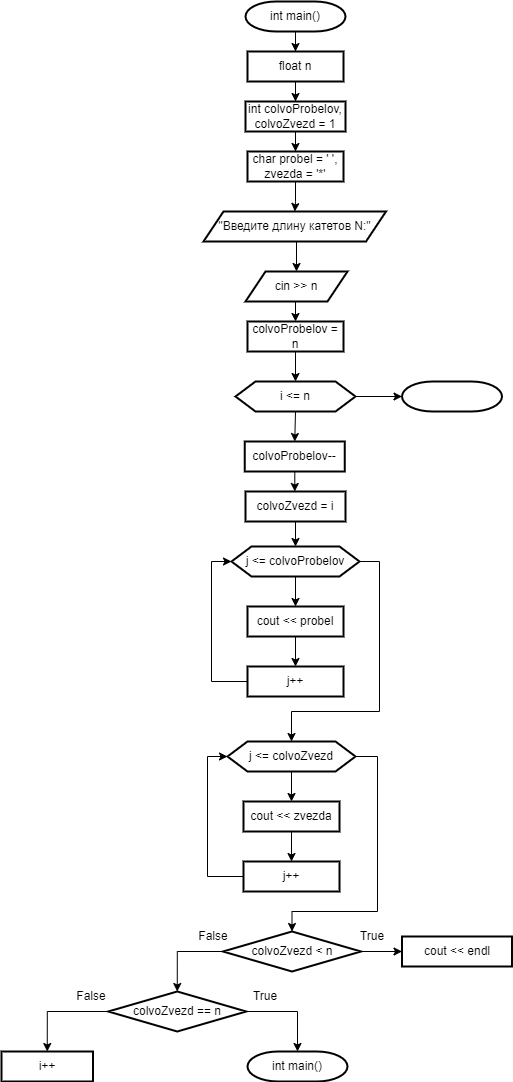 int main()
float n
int colvoProbelov,
colvoZvezd = 1
char probel = ' ',
zvezda = '*'
"Введите длину катетов N:"
cin >> n
colvoProbelov =
n
i <= n
colvoProbelov--
colvoZvezd = i
j <= colvoProbelov
cout << probel
j++
j <= colvoZvezd
cout << zvezda
j++
False
True
colvoZvezd < n
cout << endl
False
True
colvoZvezd == n
i++
int main()